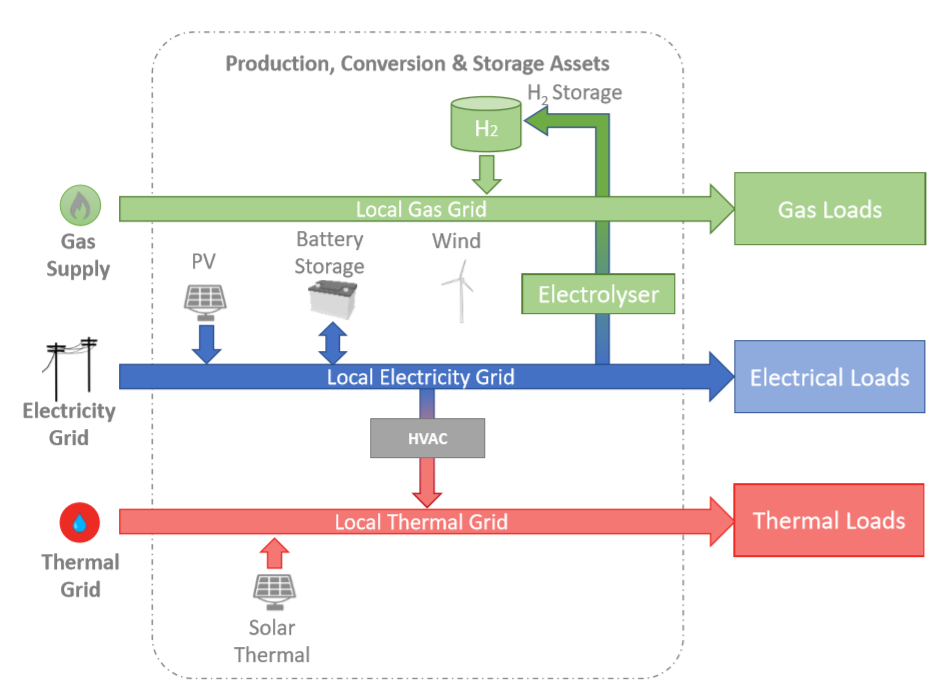 Production, Conversion & Storage Assets
H2 Storage
H2
Local Gas Grid
Gas Loads
Gas
Supply
PV
Battery
Storage
Wind
Electrolyser
Electricity
Grid
Local Electricity Grid
Electrical Loads
HVAC
Local Thermal Grid
Thermal Loads
Thermal
Grid
Solar
Thermal